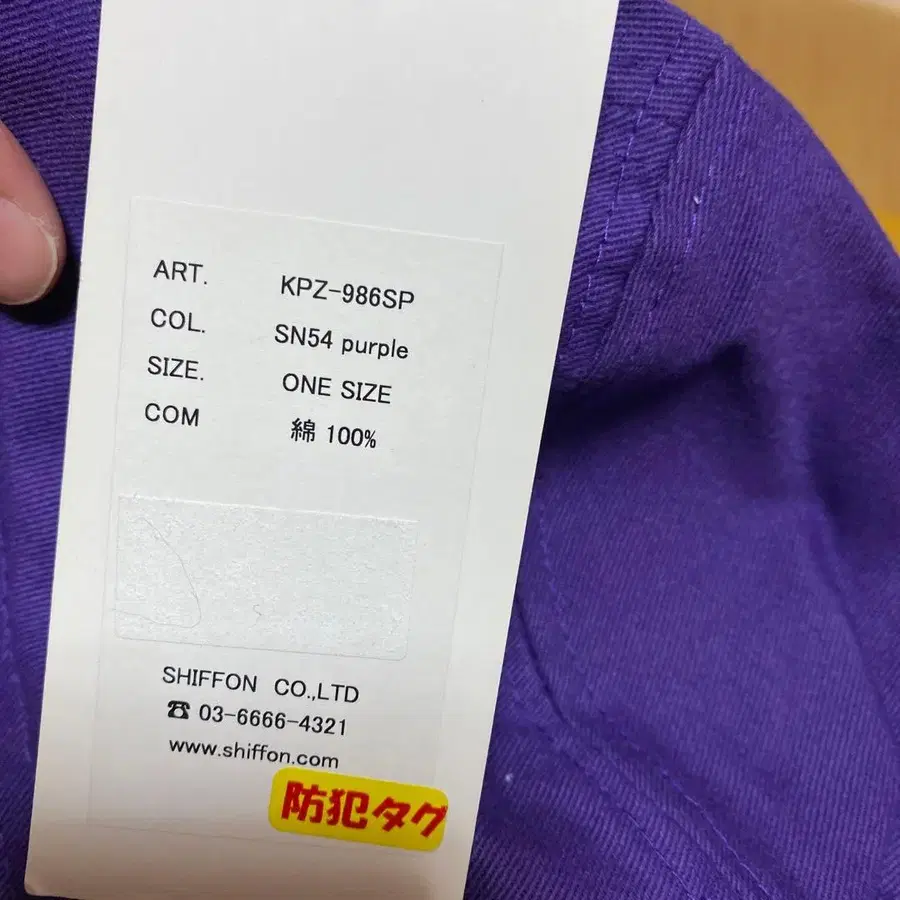 ART. KPZ-986SP
COL. SN54 purple
SIZE. ONE SIZE
COM 綿 100%
SHIFFON CO.,LTD
☎ 03-6666-4321
www.shiffon.com
防犯タグ